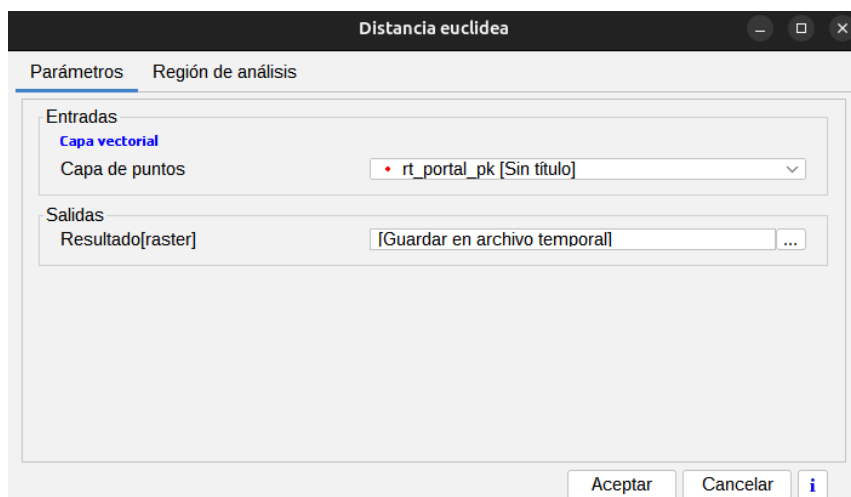 Distancia euclidea
Parámetros Región de análisis
Entradas
Capa vectorial
Capa de puntos rt_portal_pk [Sin título]
Salidas
Resultado[raster] [Guardar en archivo temporal] ...
Aceptar Cancelar i